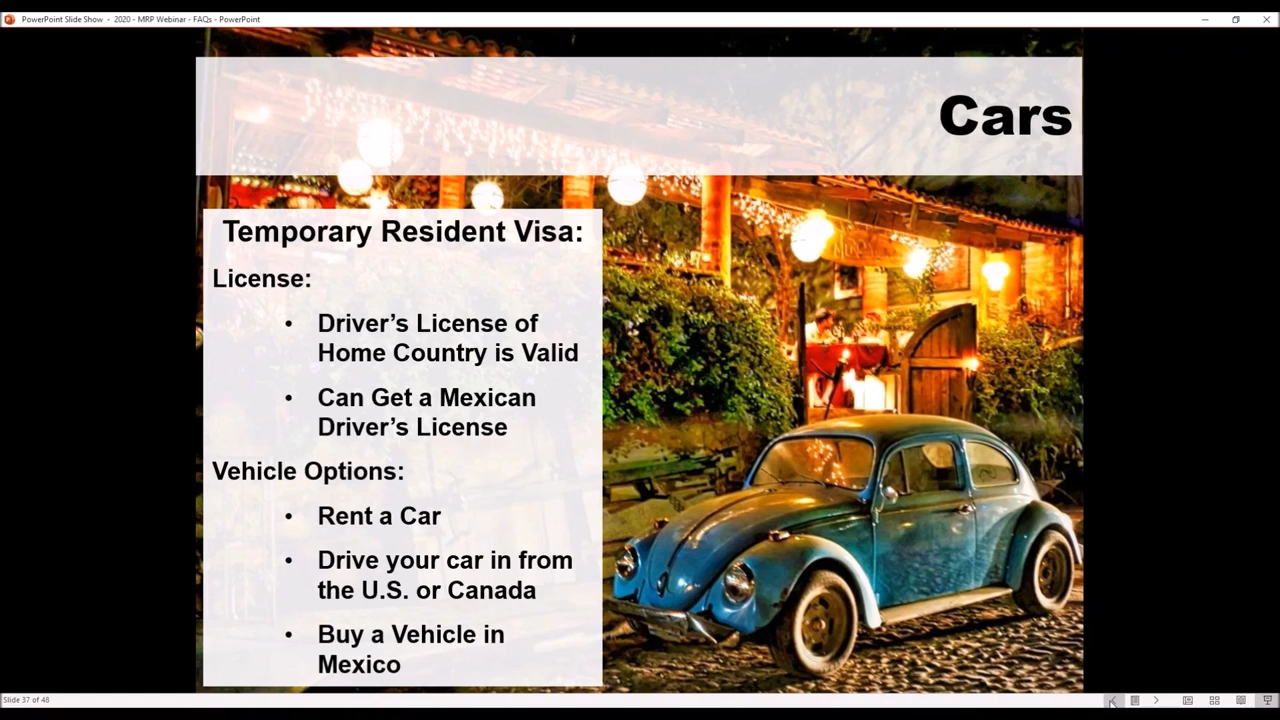 PowerPoint Slide Show - 2020 - MRP Webinar - FAQs - PowerPoint
Cars
Temporary Resident Visa:
License:
• Driver’s License of
Home Country is Valid
• Can Get a Mexican
Driver’s License
Vehicle Options:
• Rent a Car
• Drive your car in from
the U.S. or Canada
• Buy a Vehicle in
Mexico
Slide 37 of 48